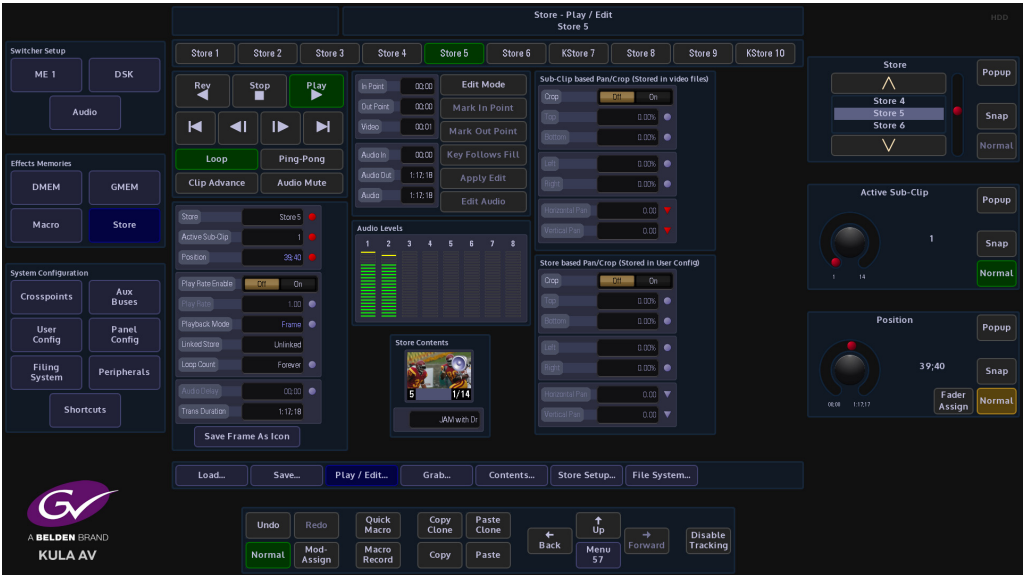 Store - Play / Edit
Store 5
HDD
Switcher Setup
ME 1
DSK
Audio
Effects Memories
DMEM
GMEM
Macro
Store
System Configuration
Crosspoints
Aux
Buses
User
Config
Panel
Config
Filing
System
Peripherals
Shortcuts
Store 1
Store 2
Store 3
Store 4
Store 5
Store 6
KStore 7
Store 8
Store 9
KStore 10
Rev
Stop
Play
Loop
Ping-Pong
Clip Advance
Audio Mute
Store
Store 5
Active Sub-Clip
1
Position
39;40
Play Rate Enable
Off
On
Play Rate
1.00
Playback Mode
Frame
Linked Store
Unlinked
Loop Count
Forever
Audio Delay
00;00
Trans Duration
1:17;18
Save Frame As Icon
In Point
00;00
Out Point
00;00
Video
00;01
Audio In
00;00
Audio Out
1:17;18
Audio
1:17;18
Edit Mode
Mark In Point
Mark Out Point
Key Follows Fill
Apply Edit
Edit Audio
Audio Levels
1 2 3 4 5 6 7 8
Store Contents
5
1/14
JAM with Dr
Sub-Clip based Pan/Crop (Stored in video files)
Crop
Off
On
Top
0.00%
Bottom
0.00%
Left
0.00%
Right
0.00%
Horizontal Pan
0.00
Vertical Pan
0.00
Store based Pan/Crop (Stored in User Config)
Crop
Off
On
Top
0.00%
Bottom
0.00%
Left
0.00%
Right
0.00%
Horizontal Pan
0.00
Vertical Pan
0.00
Store
Store 4
Store 5
Store 6
Popup
Snap
Normal
Active Sub-Clip
1
1
14
Popup
Snap
Normal
Position
39;40
00;00
1:17;17
Popup
Snap
Fader
Assign
Normal
Load...
Save...
Play / Edit...
Grab...
Contents...
Store Setup...
File System...
GV
A BELDEN BRAND
KULA AV
Undo
Redo
Normal
Mod-
Assign
Quick
Macro
Macro
Record
Copy
Clone
Paste
Clone
Copy
Paste
Back
Up
Menu
57
Forward
Disable
Tracking